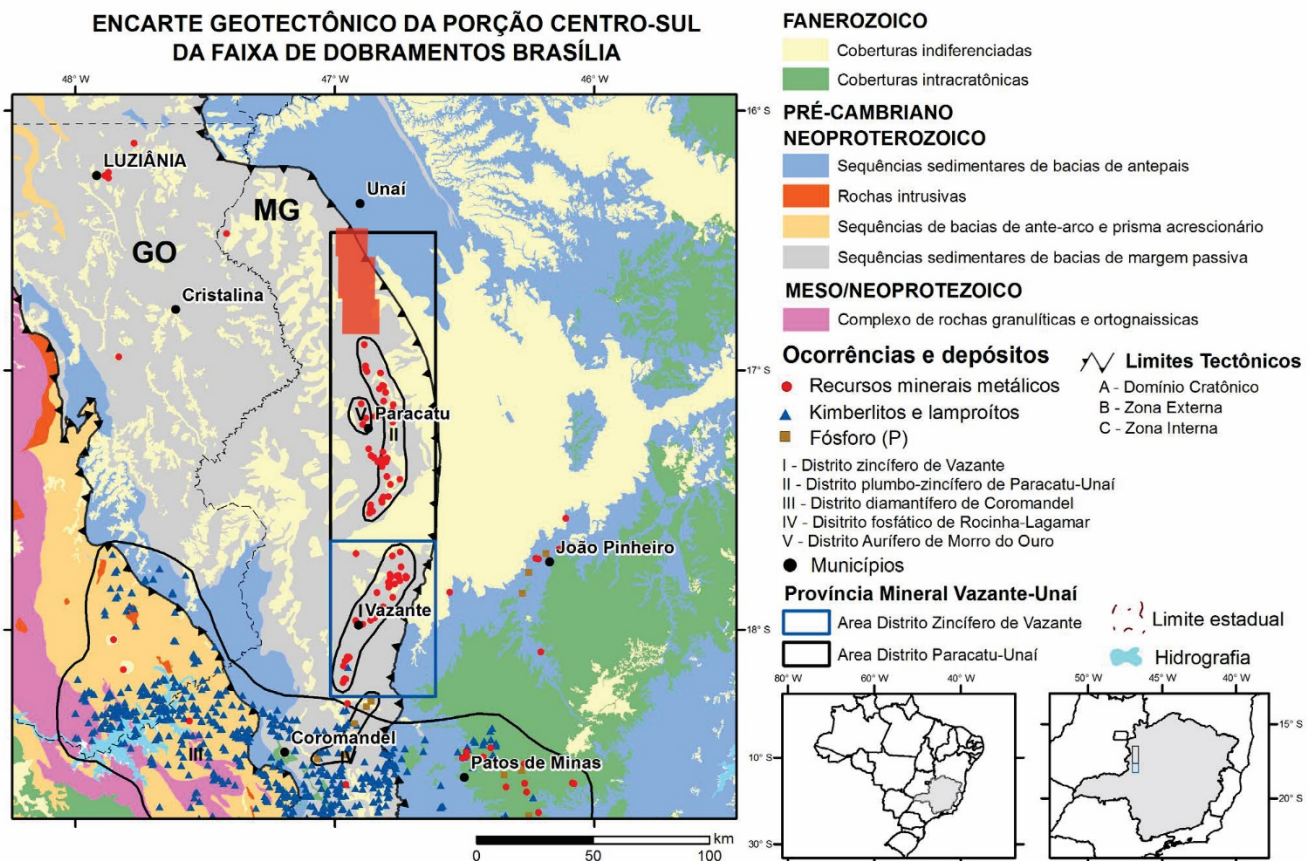 ENCARTE GEOTECTÔNICO DA PORÇÃO CENTRO-SUL
DA FAIXA DE DOBRAMENTOS BRASÍLIA
48° W
47° W
46° W
16° S
17° S
18° S
LUZIÂNIA
Unaí
MG
GO
Cristalina
V
Paracatu
II
João Pinheiro
I
Vazante
Coromandel
IV
III
Patos de Minas
km
0
50
100
FANEROZOICO
Coberturas indiferenciadas
Coberturas intracratônicas
PRÉ-CAMBRIANO
NEOPROTEROZOICO
Sequências sedimentares de bacias de antepais
Rochas intrusivas
Sequências de bacias de ante-arco e prisma acrescionário
Sequências sedimentares de bacias de margem passiva
MESO/NEOPROTEZOICO
Complexo de rochas granulíticas e ortognaissicas
Ocorrências e depósitos
Recursos minerais metálicos
Kimberlitos e lamproítos
Fósforo (P)
Limites Tectônicos
A - Domínio Cratônico
B - Zona Externa
C - Zona Interna
I - Distrito zincífero de Vazante
II - Distrito plumbo-zincífero de Paracatu-Unaí
III - Distrito diamantífero de Coromandel
IV - Disitrito fosfático de Rocinha-Lagamar
V - Distrito Aurífero de Morro do Ouro
Municípios
Província Mineral Vazante-Unaí
Area Distrito Zincífero de Vazante
Area Distrito Paracatu-Unaí
Limite estadual
Hidrografia
80° W
60° W
40° W
10° S
30° S
50° W
45° W
40° W
15° S
20° S